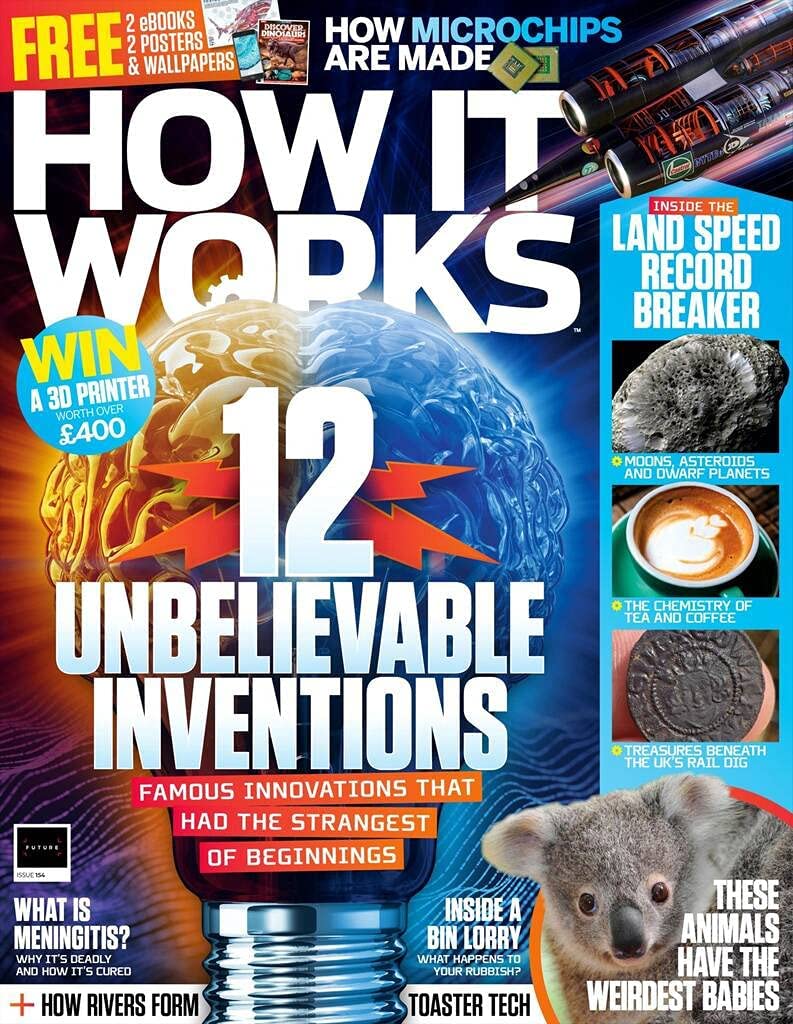 FREE
2 eBOOKS
2 POSTERS
& WALLPAPERS
DISCOVER
DINOSAURS
HOW MICROCHIPS
ARE MADE
HOW IT
WORKS
™
INSIDE THE
LAND SPEED
RECORD
BREAKER
WIN
A 3D PRINTER
WORTH OVER
£400
MOONS, ASTEROIDS
AND DWARF PLANETS
THE CHEMISTRY OF
TEA AND COFFEE
TREASURES BENEATH
THE UK'S RAIL DIG
12
UNBELIEVABLE
INVENTIONS
FAMOUS INNOVATIONS THAT
HAD THE STRANGEST
OF BEGINNINGS
FUTURE
ISSUE 154
WHAT IS
MENINGITIS?
WHY IT'S DEADLY
AND HOW IT'S CURED
INSIDE A
BIN LORRY
WHAT HAPPENS TO
YOUR RUBBISH?
THESE
ANIMALS
HAVE THE
WEIRDEST BABIES
+ HOW RIVERS FORM
TOASTER TECH